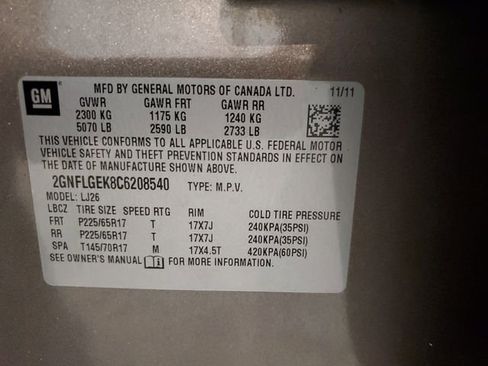 GM
MFD BY GENERAL MOTORS OF CANADA LTD. 11/11
GVWR GAWR FRT GAWR RR
2300 KG 1175 KG 1240 KG
5070 LB 2590 LB 2733 LB
THIS VEHICLE CONFORMS TO ALL APPLICABLE U.S. FEDERAL MOTOR
VEHICLE SAFETY AND THEFT PREVENTION STANDARDS IN EFFECT ON
THE DATE OF MANUFACTURE SHOWN ABOVE.
2GNFLGEK8C6208540 TYPE: M.P.V.
MODEL: LJ26
LBCZ TIRE SIZE SPEED RTG RIM COLD TIRE PRESSURE
FRT P225/65R17 T 17X7J 240KPA(35PSI)
RR P225/65R17 T 17X7J 240KPA(35PSI)
SPA T145/70R17 M 17X4.5T 420KPA(60PSI)
SEE OWNER'S MANUAL FOR MORE INFORMATION.